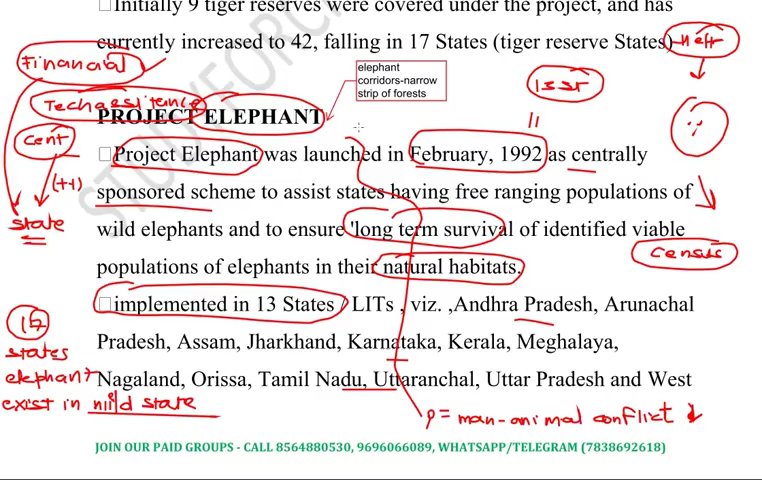 Initially 9 tiger reserves were covered under the project, and has
currently increased to 42, falling in 17 States (tiger reserve States)
Financial
elephant
corridors-narrow
strip of forests
PROJECT ELEPHANT
Cent
Project Elephant was launched in February, 1992 as centrally
(++)
sponsored scheme to assist states having free ranging populations of
state
wild elephants and to ensure 'long term survival of identified viable
census
populations of elephants in their natural habitats.
implemented in 13 States / LITs , viz. ,Andhra Pradesh, Arunachal
states
Pradesh, Assam, Jharkhand, Karnataka, Kerala, Meghalaya,
elephant
Nagaland, Orissa, Tamil Nadu, Uttaranchal, Uttar Pradesh and West
exist in state
P = man-animal conflict
JOIN OUR PAID GROUPS - CALL 8564880530, 9696066089, WHATSAPP/TELEGRAM (7838692618)